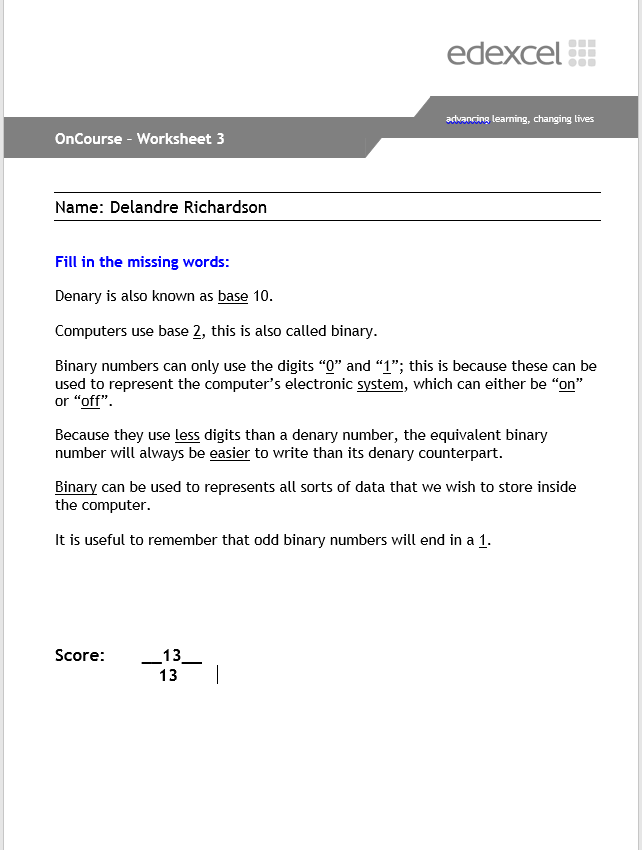 edexcel
advancing learning, changing lives
OnCourse – Worksheet 3
Name: Delandre Richardson
Fill in the missing words:
Denary is also known as base 10.
Computers use base 2, this is also called binary.
Binary numbers can only use the digits “0” and “1”; this is because these can be
used to represent the computer’s electronic system, which can either be “on”
or “off”.
Because they use less digits than a denary number, the equivalent binary
number will always be easier to write than its denary counterpart.
Binary can be used to represents all sorts of data that we wish to store inside
the computer.
It is useful to remember that odd binary numbers will end in a 1.
Score: __13__
13